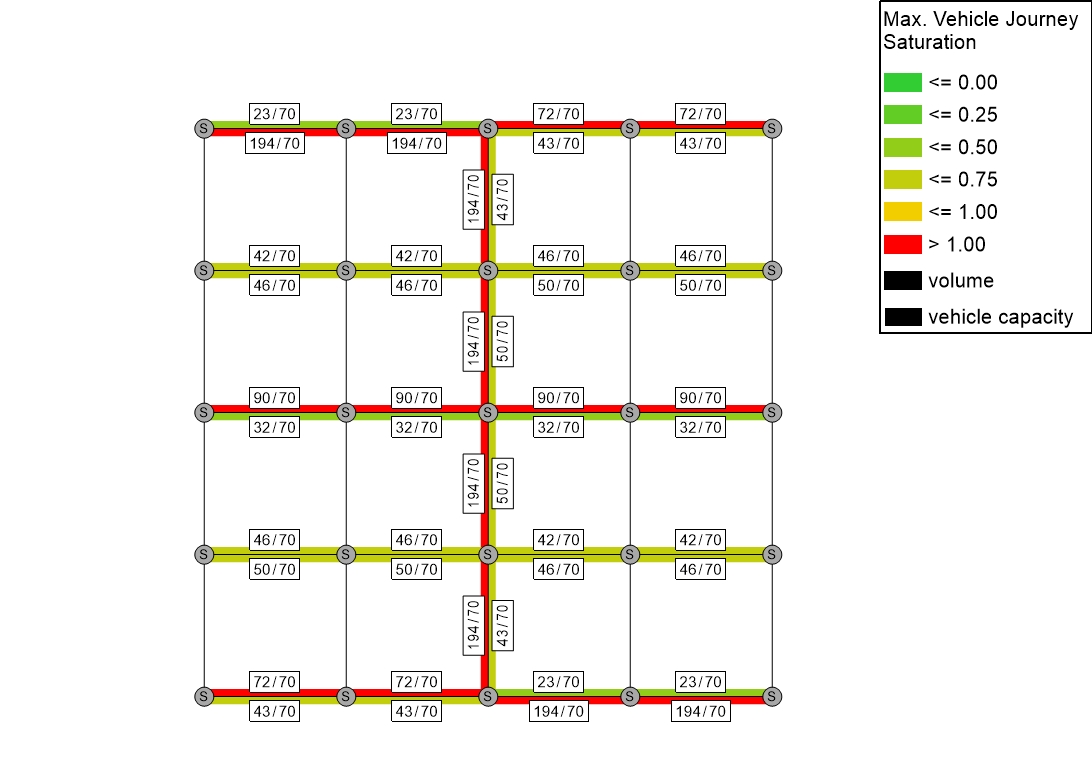 Max. Vehicle Journey
Saturation
<= 0.00
<= 0.25
<= 0.50
<= 0.75
<= 1.00
> 1.00
volume
vehicle capacity
23/70 23/70 72/70 72/70
S S S S S
194/70 194/70 43/70 43/70
194/70 43/70
42/70 42/70 46/70 46/70
S S S S S
46/70 46/70 50/70 50/70
194/70 50/70
90/70 90/70 90/70 90/70
S S S S S
32/70 32/70 32/70 32/70
194/70 50/70
46/70 46/70 42/70 42/70
S S S S S
50/70 50/70 46/70 46/70
194/70 43/70
72/70 72/70 23/70 23/70
S S S S S
43/70 43/70 194/70 194/70